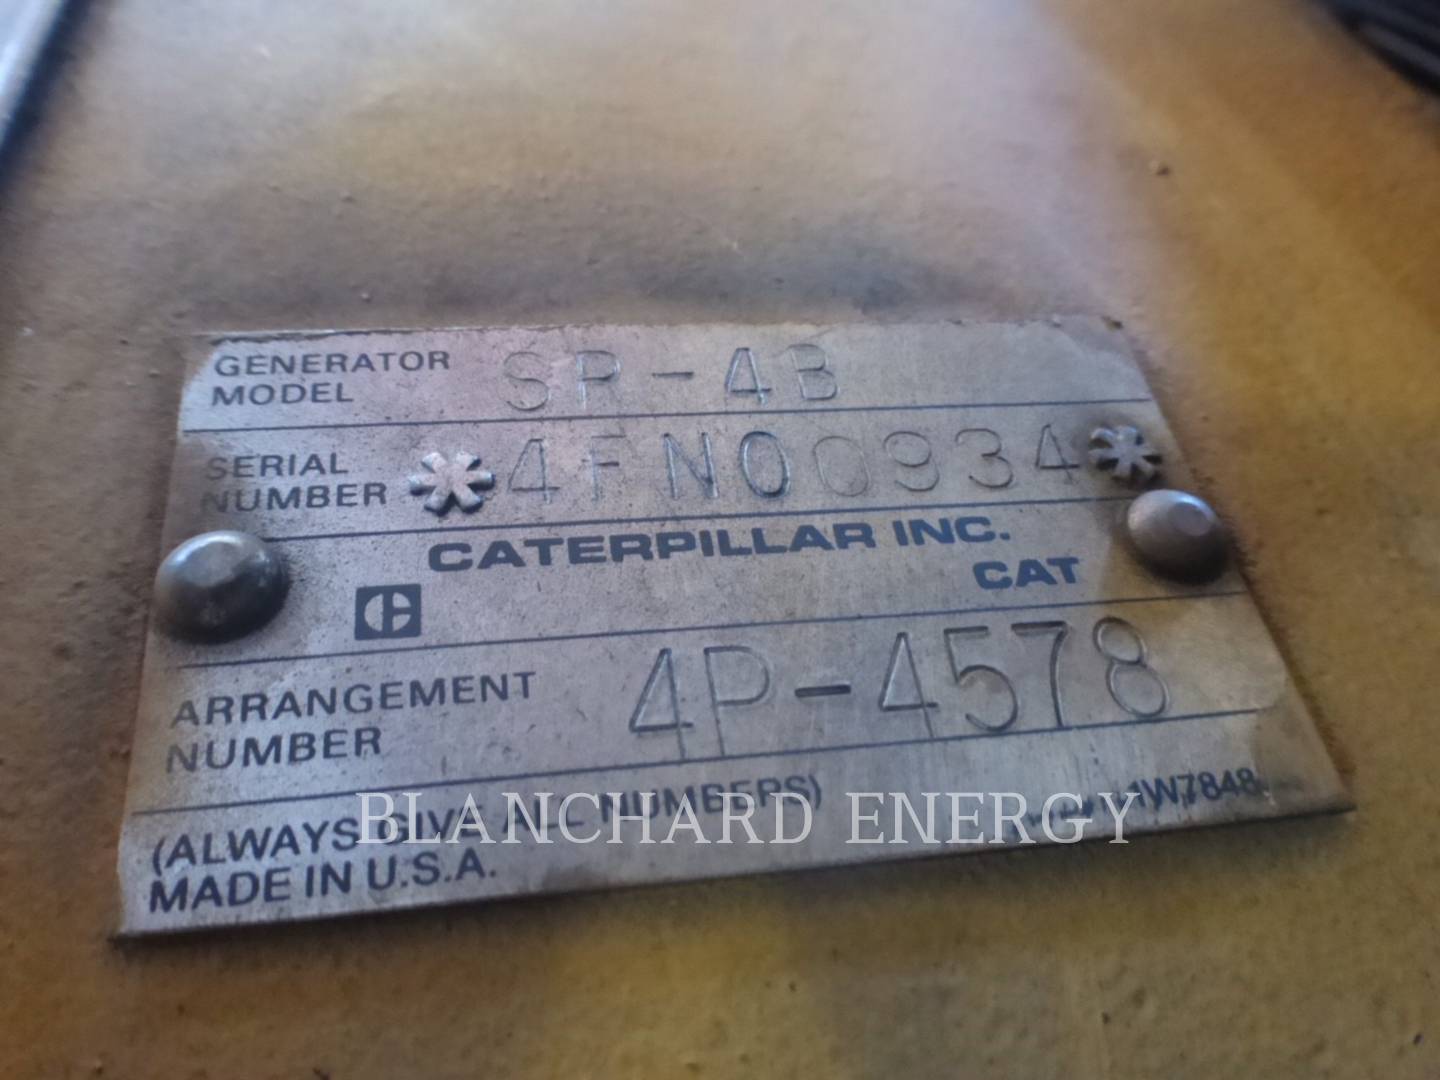 GENERATOR MODEL SR-4B
SERIAL NUMBER *4FN00934*
CATERPILLAR INC.
CAT
ARRANGEMENT NUMBER 4P-4578
(ALWAYS GIVE ALL NUMBERS) 1W7848
MADE IN U.S.A.
BLANCHARD ENERGY